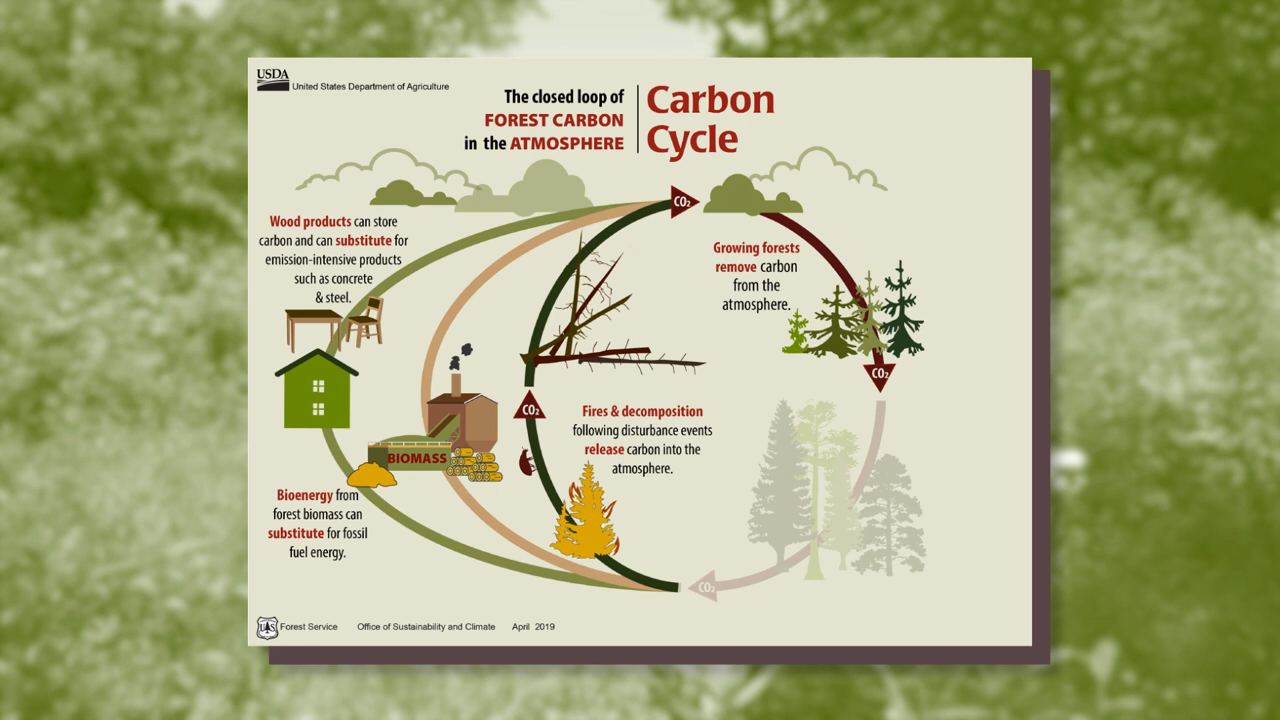 USDA
United States Department of Agriculture
The closed loop of
FOREST CARBON
in the ATMOSPHERE
Carbon
Cycle
CO₂
Wood products can store
carbon and can substitute for
emission-intensive products
such as concrete
& steel.
Growing forests
remove carbon
from the
atmosphere.
CO₂
CO₂
Fires & decomposition
following disturbance events
release carbon into the
atmosphere.
BIOMASS
Bioenergy from
forest biomass can
substitute for fossil
fuel energy.
CO₂
U S
Forest Service Office of Sustainability and Climate April 2019